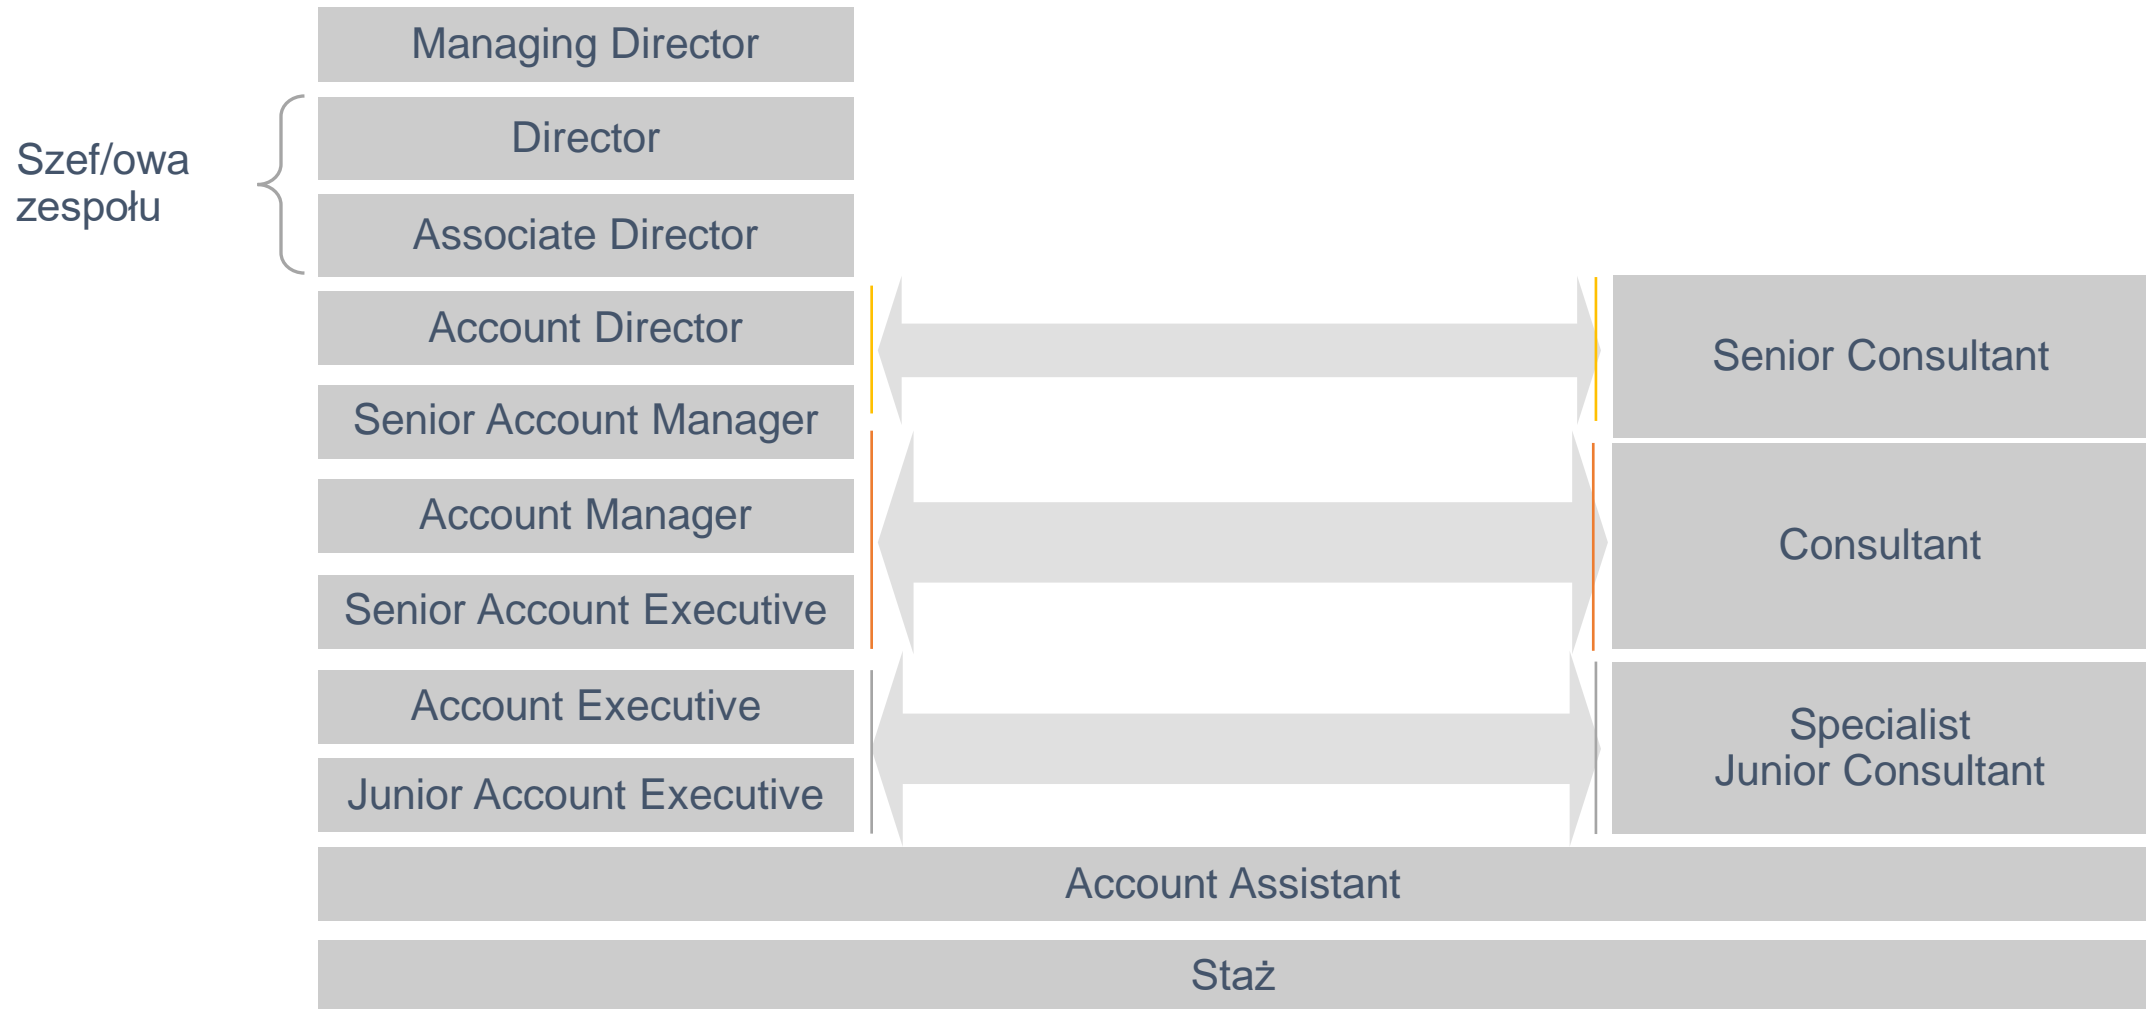 Managing Director
Szef/owa
zespołu
Director
Associate Director
Account Director
Senior Account Manager
Account Manager
Senior Account Executive
Account Executive
Junior Account Executive
Senior Consultant
Consultant
Specialist
Junior Consultant
Account Assistant
Staż